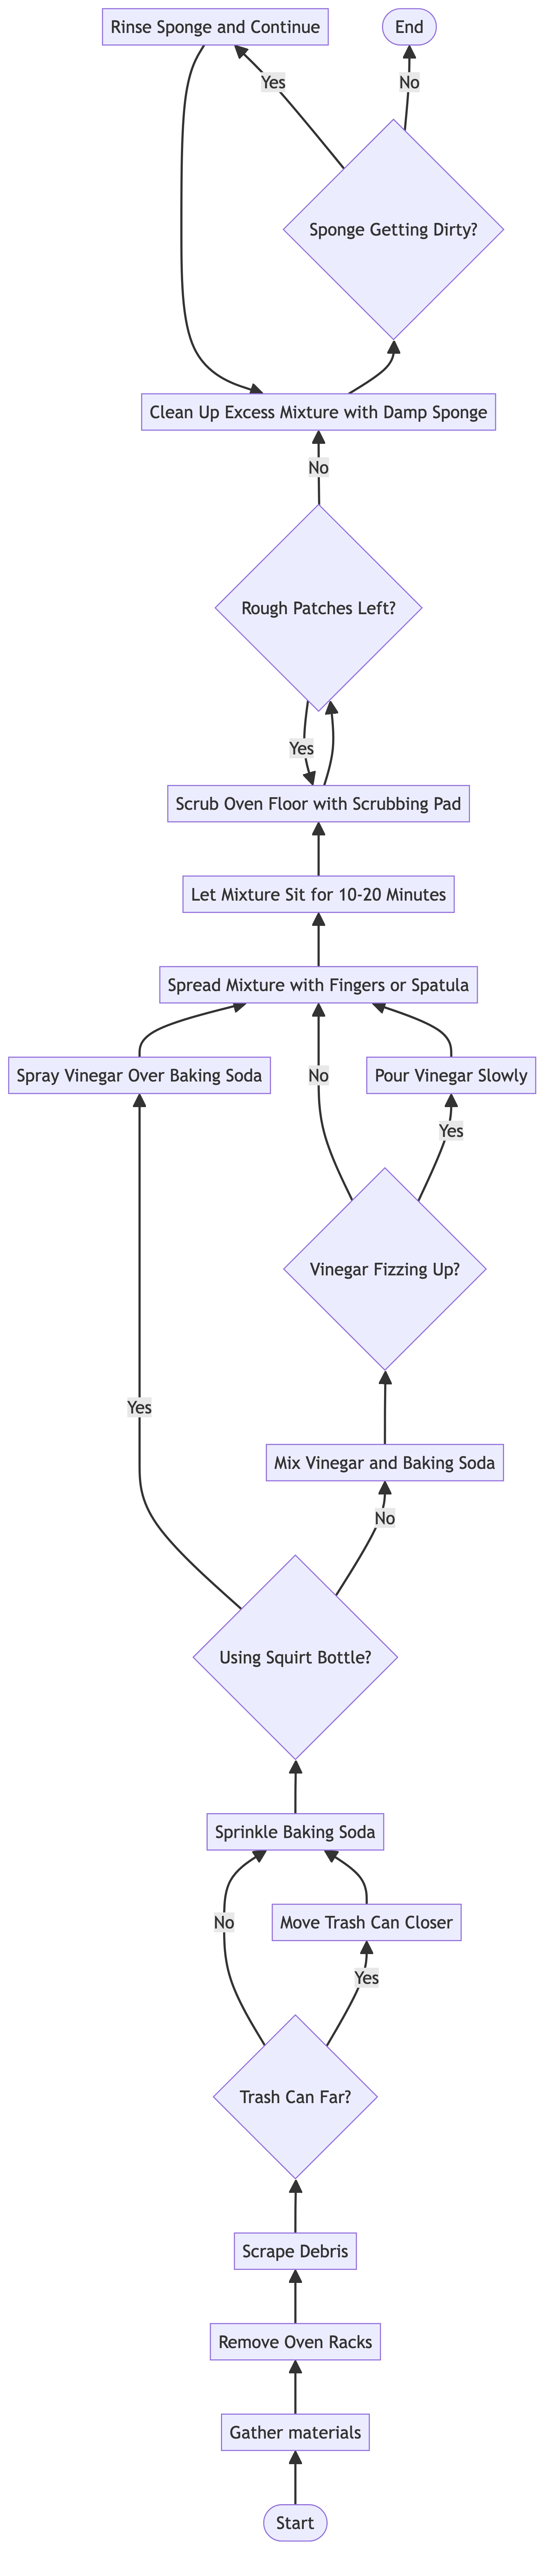 Rinse Sponge and Continue
End
Yes
No
Sponge Getting Dirty?
Clean Up Excess Mixture with Damp Sponge
No
Rough Patches Left?
Yes
Scrub Oven Floor with Scrubbing Pad
Let Mixture Sit for 10-20 Minutes
Spread Mixture with Fingers or Spatula
Spray Vinegar Over Baking Soda
No
Pour Vinegar Slowly
Yes
Vinegar Fizzing Up?
Yes
Mix Vinegar and Baking Soda
No
Using Squirt Bottle?
Sprinkle Baking Soda
No
Move Trash Can Closer
Yes
Trash Can Far?
Scrape Debris
Remove Oven Racks
Gather materials
Start